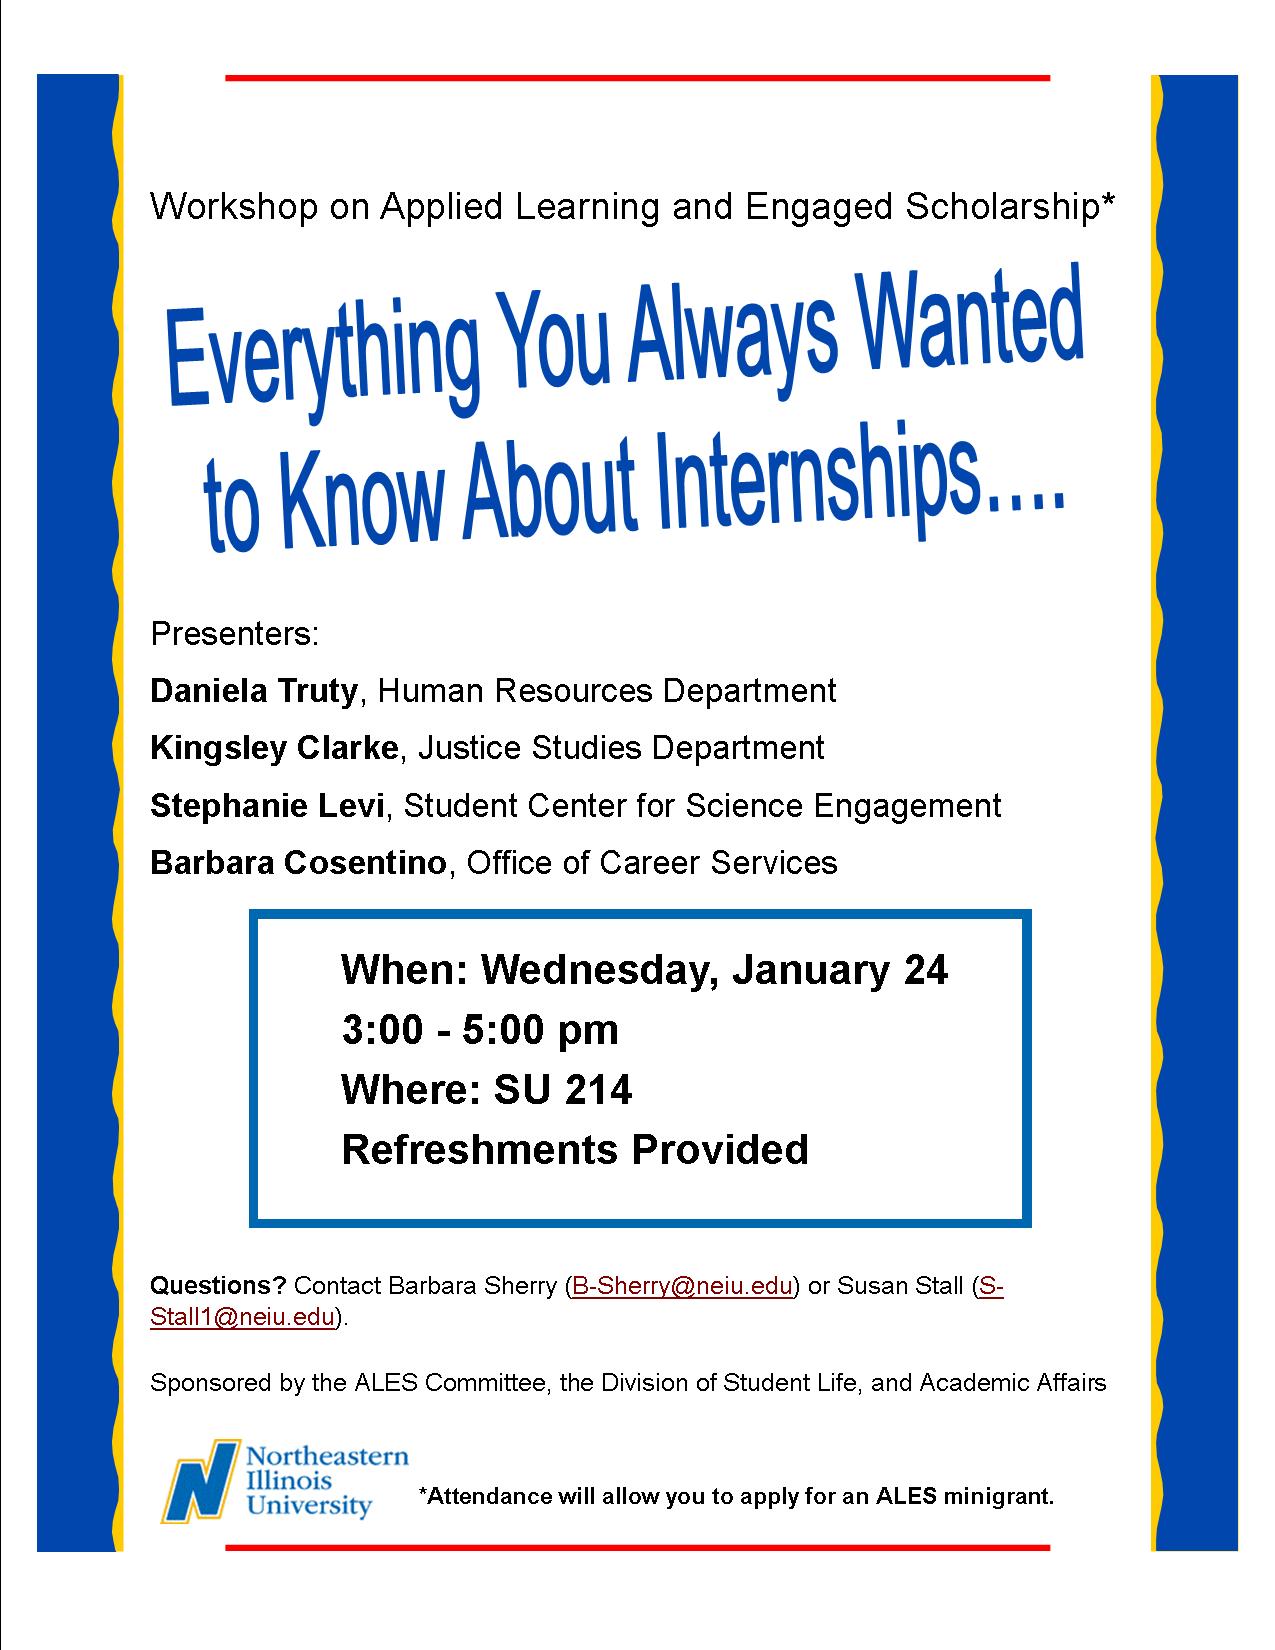 Workshop on Applied Learning and Engaged Scholarship*
Everything You Always Wanted
to Know About Internships....
Presenters:
Daniela Truty, Human Resources Department
Kingsley Clarke, Justice Studies Department
Stephanie Levi, Student Center for Science Engagement
Barbara Cosentino, Office of Career Services
When: Wednesday, January 24
3:00 - 5:00 pm
Where: SU 214
Refreshments Provided
Questions? Contact Barbara Sherry (B-Sherry@neiu.edu) or Susan Stall (S-
Stall1@neiu.edu).
Sponsored by the ALES Committee, the Division of Student Life, and Academic Affairs
N
Northeastern
Illinois
University
*Attendance will allow you to apply for an ALES minigrant.